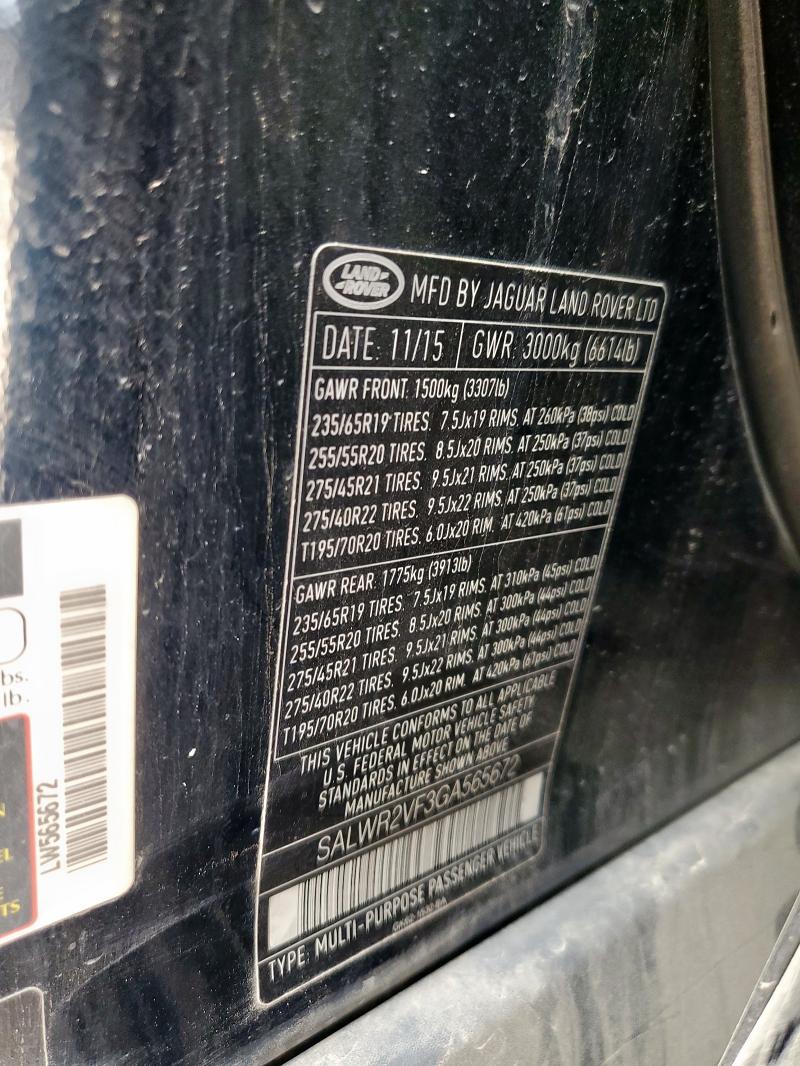 LAND
ROVER
MFD BY JAGUAR LAND ROVER LTD
DATE: 11/15 GWR: 3000kg (6614lb)
GAWR FRONT: 1500kg (3307lb)
235/65R19 TIRES. 7.5Jx19 RIMS. AT 260kPa (38psi) COLD
255/55R20 TIRES. 8.5Jx20 RIMS. AT 250kPa (37psi) COLD
275/45R21 TIRES. 9.5Jx21 RIMS. AT 250kPa (37psi) COLD
275/40R22 TIRES. 9.5Jx22 RIMS. AT 250kPa (37psi) COLD
T195/70R20 TIRES. 6.0Jx20 RIM. AT 420kPa (61psi) COLD
GAWR REAR: 1775kg (3913lb)
235/65R19 TIRES. 7.5Jx19 RIMS. AT 310kPa (45psi) COLD
255/55R20 TIRES. 8.5Jx20 RIMS. AT 300kPa (44psi) COLD
275/45R21 TIRES. 9.5Jx21 RIMS. AT 300kPa (44psi) COLD
275/40R22 TIRES. 9.5Jx22 RIMS. AT 300kPa (44psi) COLD
T195/70R20 TIRES. 6.0Jx20 RIM. AT 420kPa (61psi) COLD
THIS VEHICLE CONFORMS TO ALL APPLICABLE
U.S. FEDERAL MOTOR VEHICLE SAFETY
STANDARDS IN EFFECT ON THE DATE OF
MANUFACTURE SHOWN ABOVE
SALWR2VF3GA565672
TYPE: MULTI-PURPOSE PASSENGER VEHICLE
bs.
lb.
LW565672
N
EL
E
TS